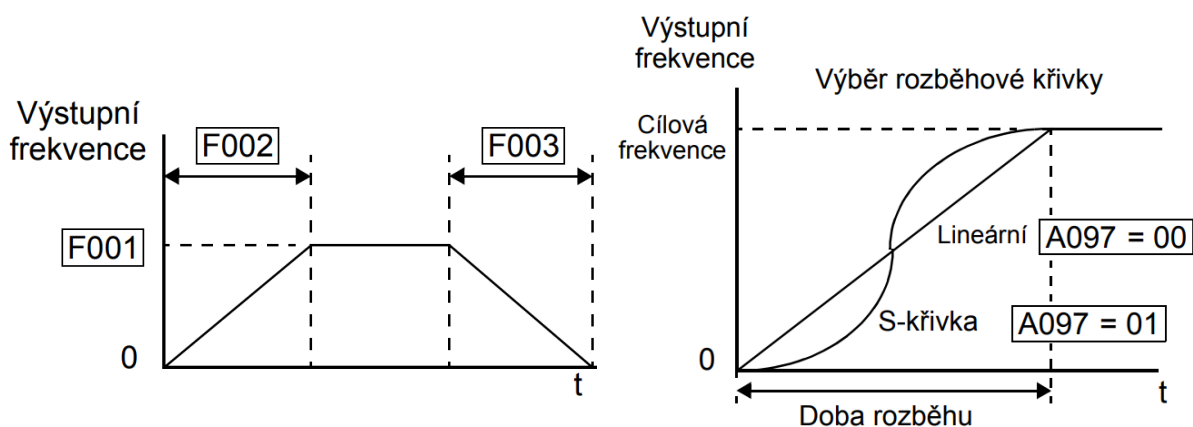 Výstupní
frekvence
F002
F003
F001
0
t
Výstupní
frekvence
Výběr rozběhové křivky
Cílová
frekvence
Lineární
A097 = 00
S-křivka
A097 = 01
0
t
Doba rozběhu